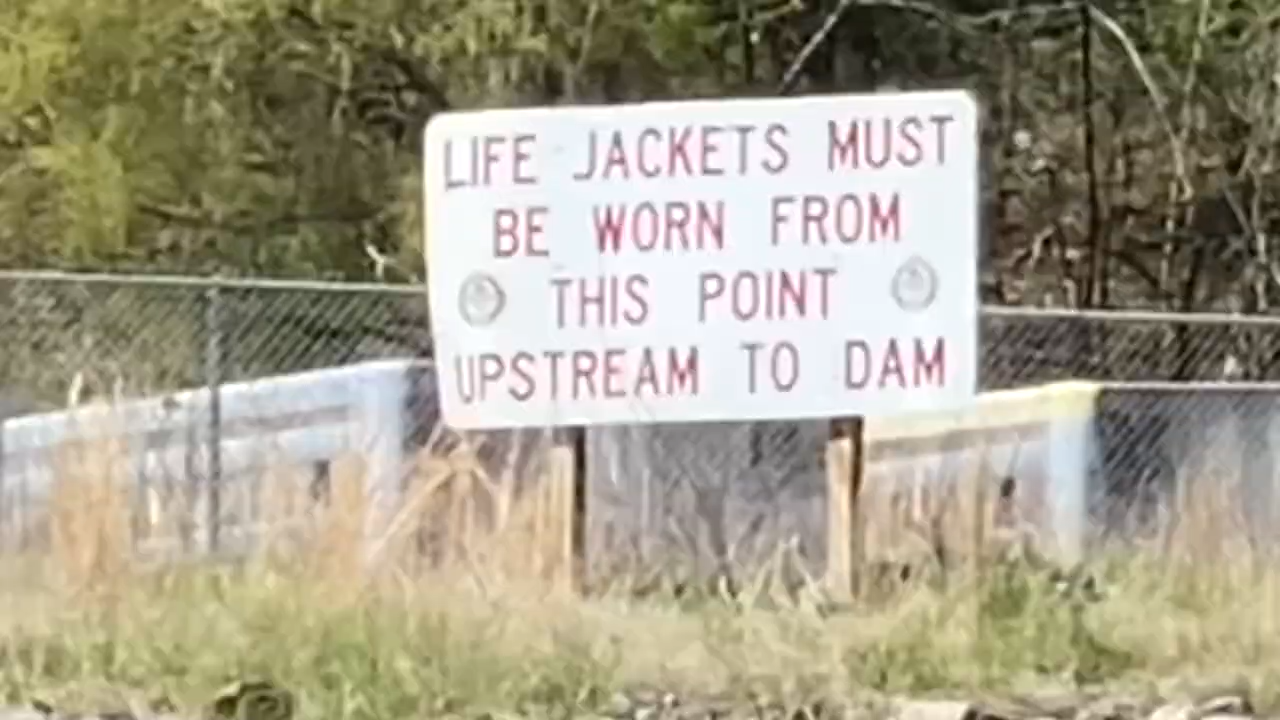 LIFE JACKETS MUST
BE WORN FROM
THIS POINT
UPSTREAM TO DAM